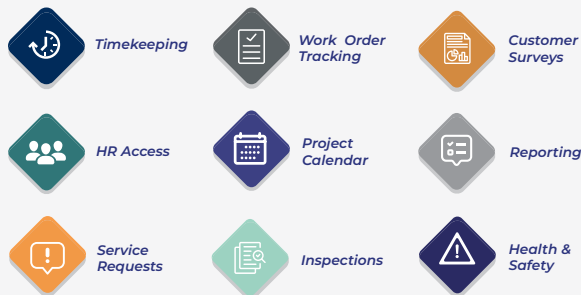 Timekeeping
Work Order
Tracking
Customer
Surveys
HR Access
Project
Calendar
Reporting
Service
Requests
Inspections
Health &
Safety